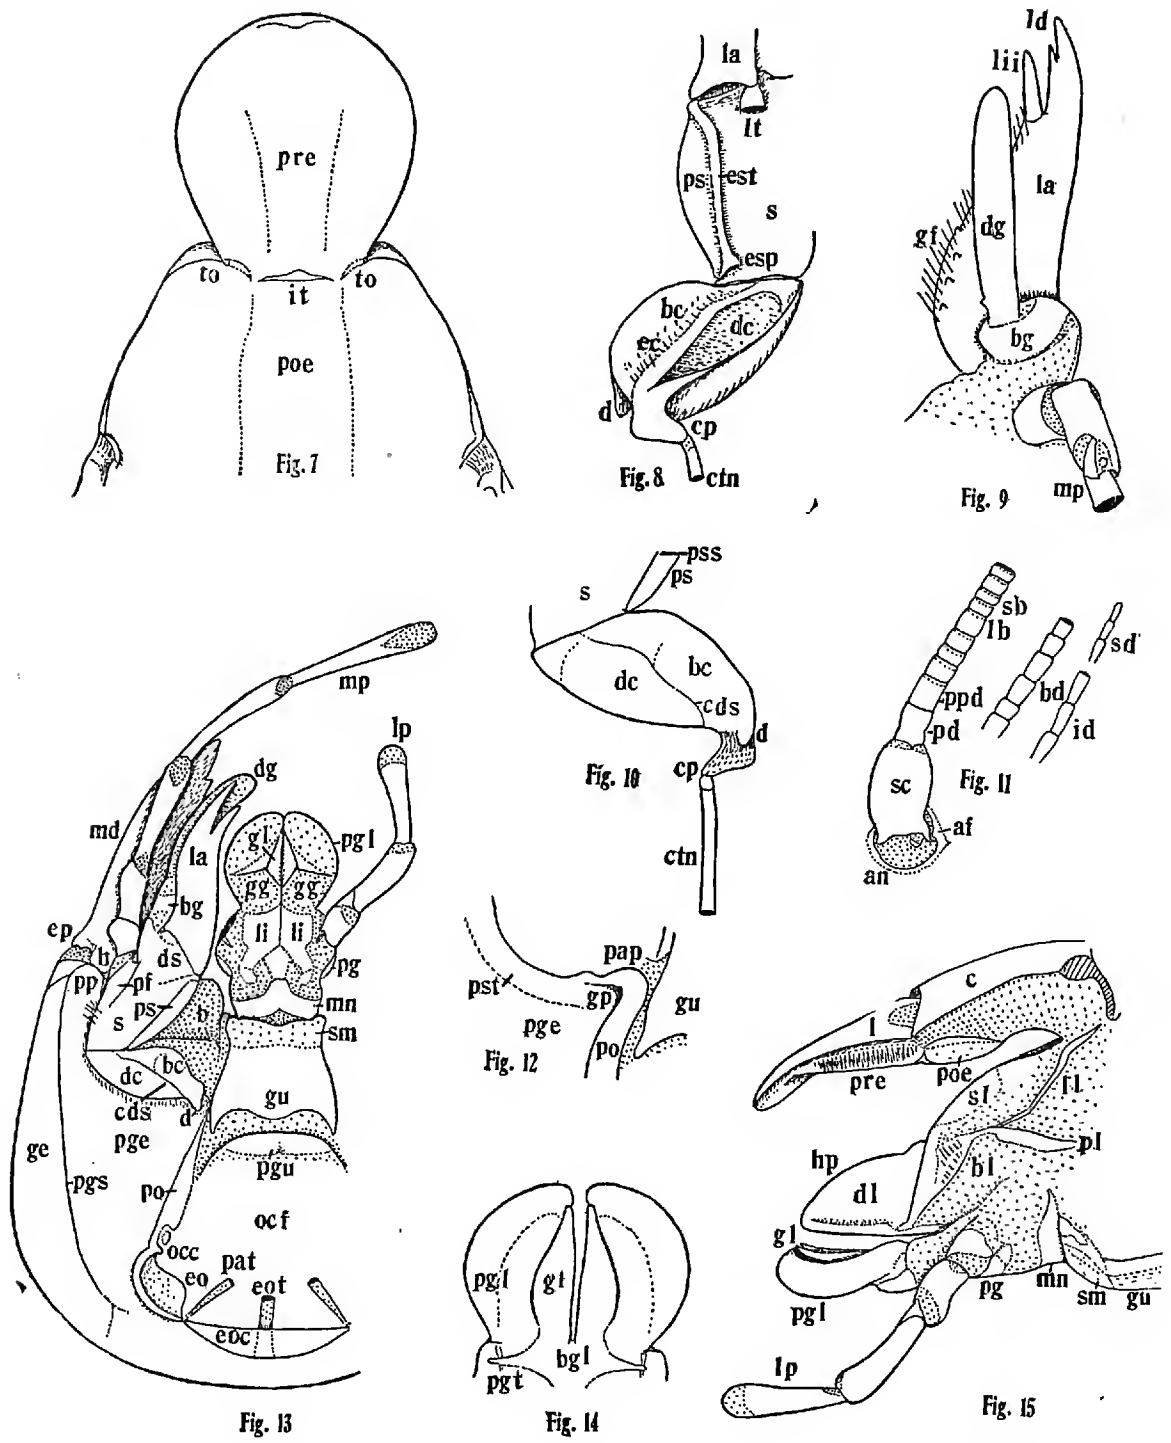 pre
to
it
to
poe
Fig. 7
la
lt
ps
est
s
esp
bc
dc
ec
d
cp
ctn
Fig. 8
ld
lii
la
dg
gf
bg
mp
Fig. 9
pss
ps
s
bc
dc
cds
d
cp
ctn
Fig. 10
sb
lb
ppd
pd
sc
af
an
sd
bd
id
Fig. 11
pap
pst
gp
gu
pge
po
Fig. 12
mp
lp
dg
md
la
gl
pgl
gg
gg
bg
ep
h
li
li
ds
pg
pp
pf
ps
mn
s
b
sm
bc
dc
cds
d
gu
pge
ge
pgu
pgs
po
ocf
occ
pat
eo
eot
eoc
Fig. 13
pgl
gl
bgl
pgt
Fig. 14
c
l
pre
poe
sl
fl
pl
hp
bl
dl
gl
pgl
pg
mn
sm
gu
lp
Fig. 15